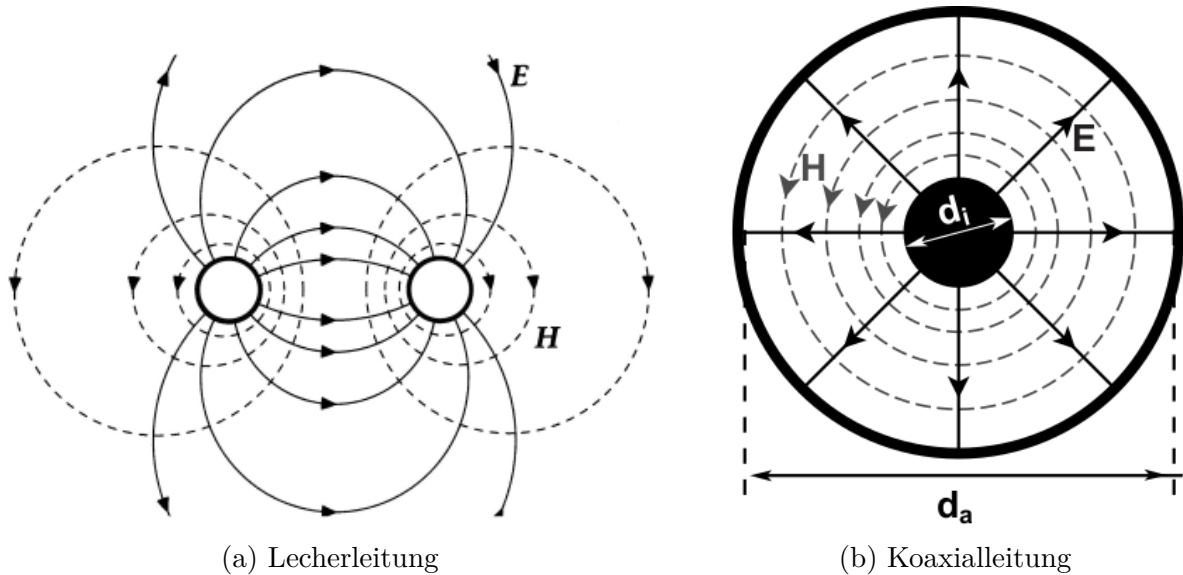 E
H
H
E
dᵢ
dₐ
(a) Lecherleitung
(b) Koaxialleitung